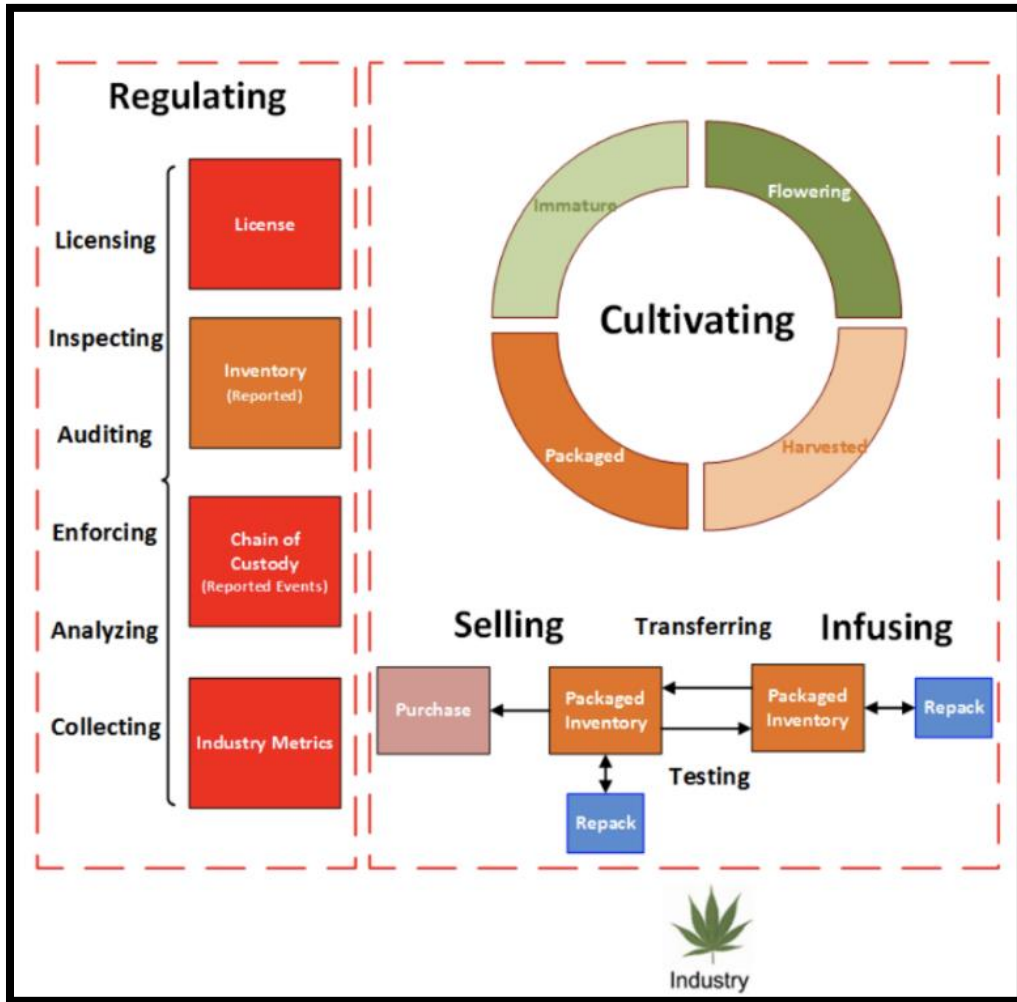 Regulating
Licensing
Inspecting
Auditing
Enforcing
Analyzing
Collecting
License
Inventory
(Reported)
Chain of
Custody
(Reported Events)
Industry Metrics
Immature
Flowering
Cultivating
Packaged
Harvested
Selling
Transferring
Infusing
Purchase
Packaged
Inventory
Packaged
Inventory
Repack
Testing
Repack
Industry